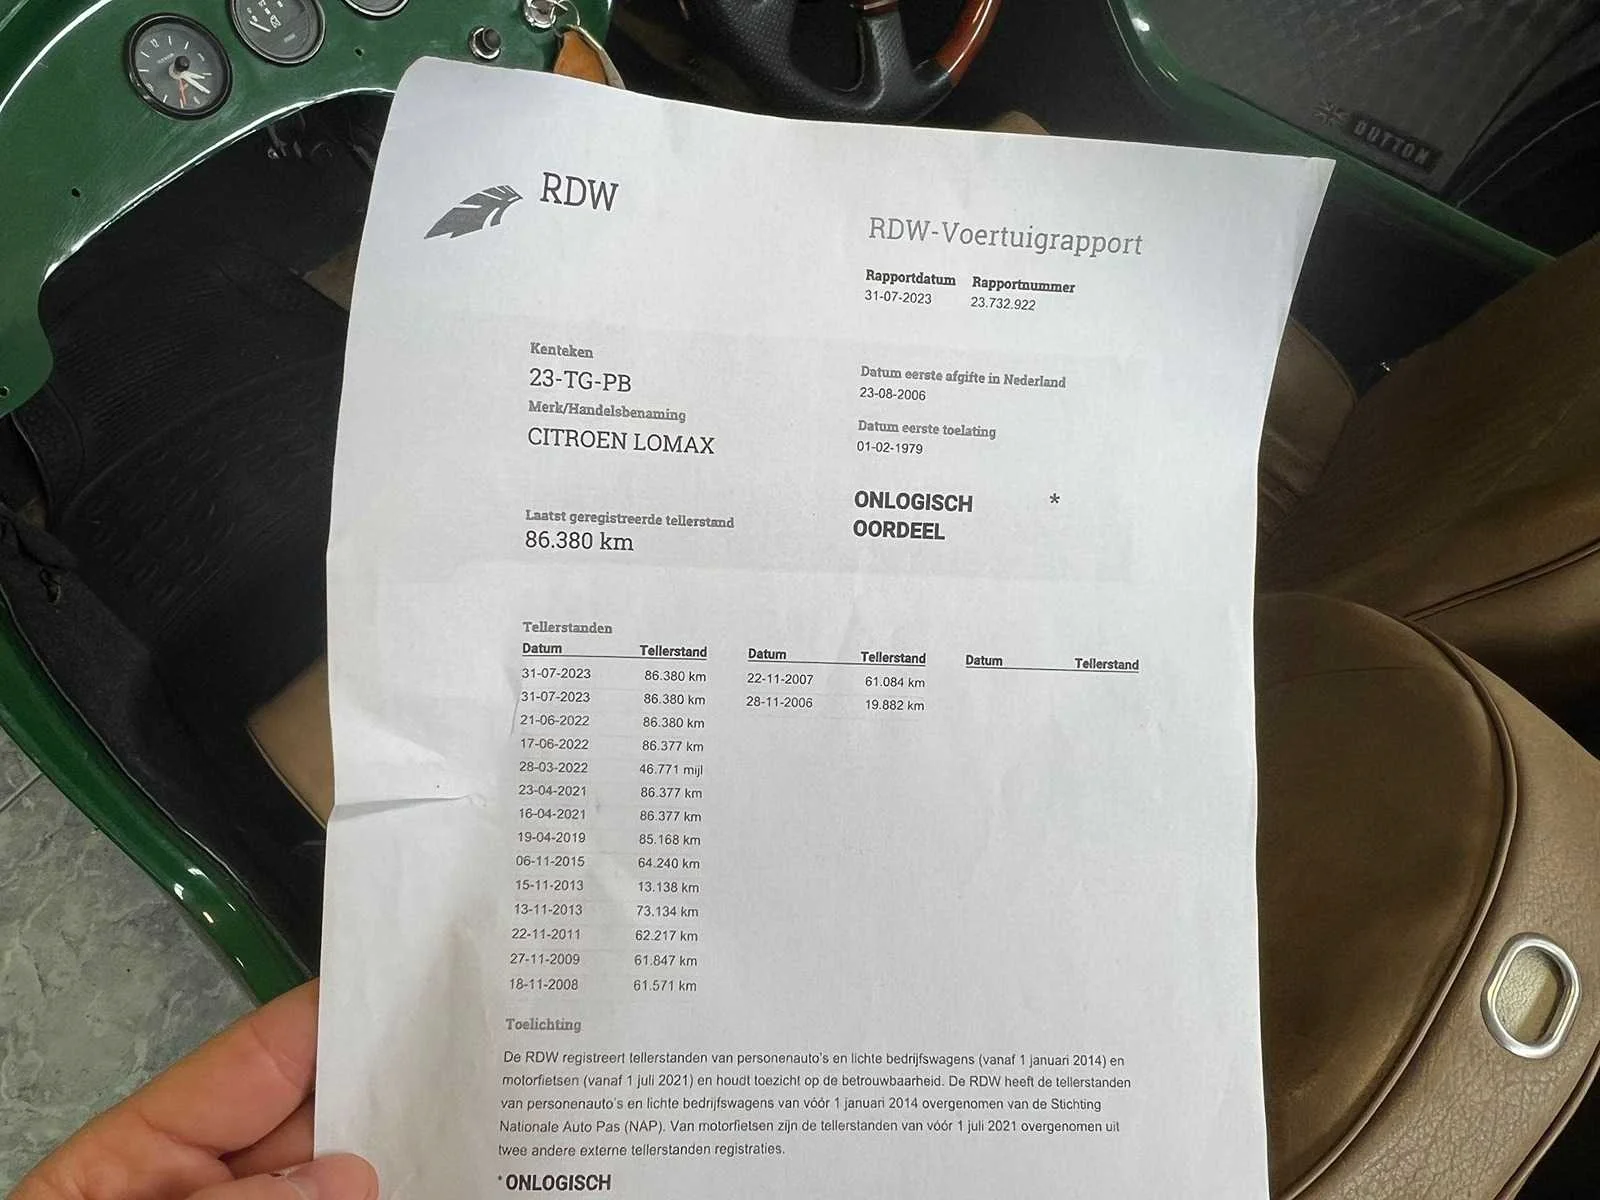 DUTTON
RDW
RDW-Voertuigrapport
Rapportdatum Rapportnummer
31-07-2023 23.732.922
Kenteken
23-TG-PB
Merk/Handelsbenaming
CITROEN LOMAX
Datum eerste afgifte in Nederland
23-08-2006
Datum eerste toelating
01-02-1979
Laatst geregistreerde tellerstand
86.380 km
ONLOGISCH *
OORDEEL
Tellerstanden
Datum Tellerstand Datum Tellerstand Datum Tellerstand
31-07-2023 86.380 km 22-11-2007 61.084 km
31-07-2023 86.380 km 28-11-2006 19.882 km
21-06-2022 86.380 km
17-06-2022 86.377 km
28-03-2022 46.771 mijl
23-04-2021 86.377 km
16-04-2021 86.377 km
19-04-2019 85.168 km
06-11-2015 64.240 km
15-11-2013 13.138 km
13-11-2013 73.134 km
22-11-2011 62.217 km
27-11-2009 61.847 km
18-11-2008 61.571 km
Toelichting
De RDW registreert tellerstanden van personenauto's en lichte bedrijfswagens (vanaf 1 januari 2014) en
motorfietsen (vanaf 1 juli 2021) en houdt toezicht op de betrouwbaarheid. De RDW heeft de tellerstanden
van personenauto's en lichte bedrijfswagens van vóór 1 januari 2014 overgenomen van de Stichting
Nationale Auto Pas (NAP). Van motorfietsen zijn de tellerstanden van vóór 1 juli 2021 overgenomen uit
twee andere externe tellerstanden registraties.
* ONLOGISCH